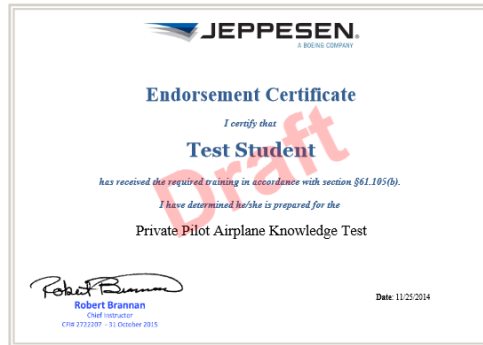 JEPPESEN.
A BOEING COMPANY
Endorsement Certificate
I certify that
Test Student
has received the required training in accordance with section §61.105(b).
I have determined he/she is prepared for the
Private Pilot Airplane Knowledge Test
Draft
Robert Brannan
Robert Brannan
Chief Instructor
CFI# 2722207 - 31 October 2015
Date: 11/25/2014